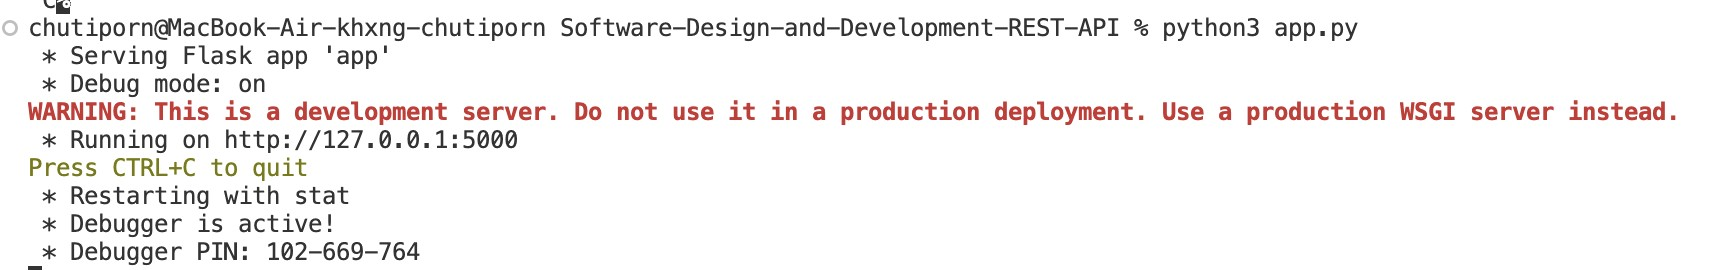 chutiporn@MacBook-Air-khxng-chutiporn Software-Design-and-Development-REST-API % python3 app.py
 * Serving Flask app 'app'
 * Debug mode: on
WARNING: This is a development server. Do not use it in a production deployment. Use a production WSGI server instead.
 * Running on http://127.0.0.1:5000
Press CTRL+C to quit
 * Restarting with stat
 * Debugger is active!
 * Debugger PIN: 102-669-764